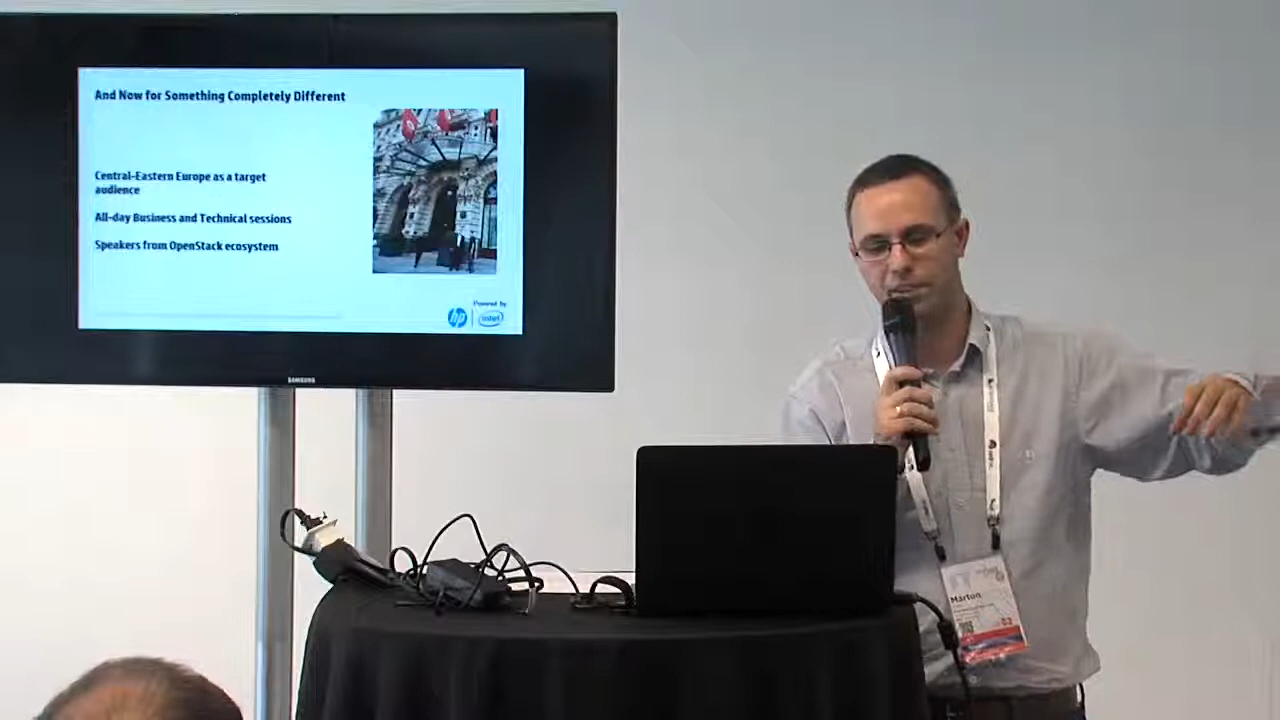 And Now for Something Completely Different
Central-Eastern Europe as a target
audience
All-day Business and Technical sessions
Speakers from OpenStack ecosystem
Powered by
hp
intel
SAMSUNG
Marton